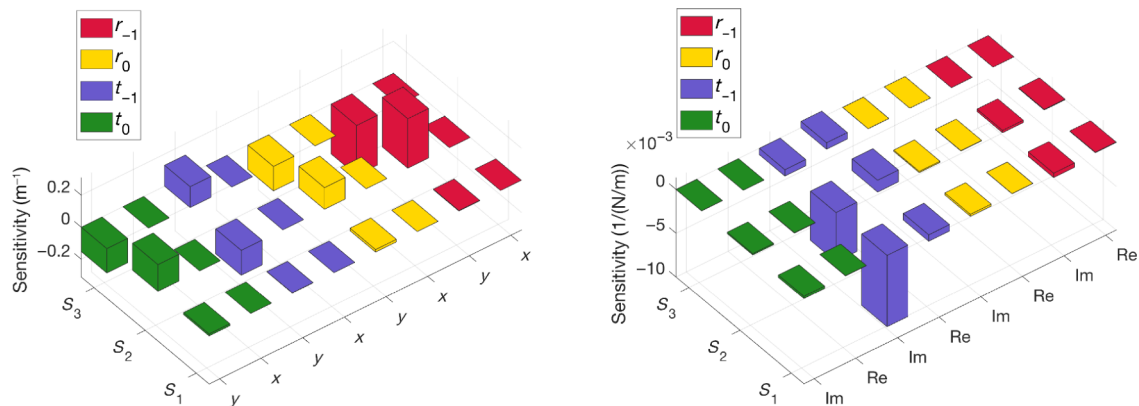 r₋₁
r₀
t₋₁
t₀
Sensitivity (m⁻¹)
0.2
0
−0.2
S₃
S₂
S₁
y
x
y
x
y
x
y
x
r₋₁
r₀
t₋₁
t₀
×10⁻³
Sensitivity (1/(N/m))
0
−5
−10
S₃
S₂
S₁
Im
Re
Im
Re
Im
Re
Im
Re